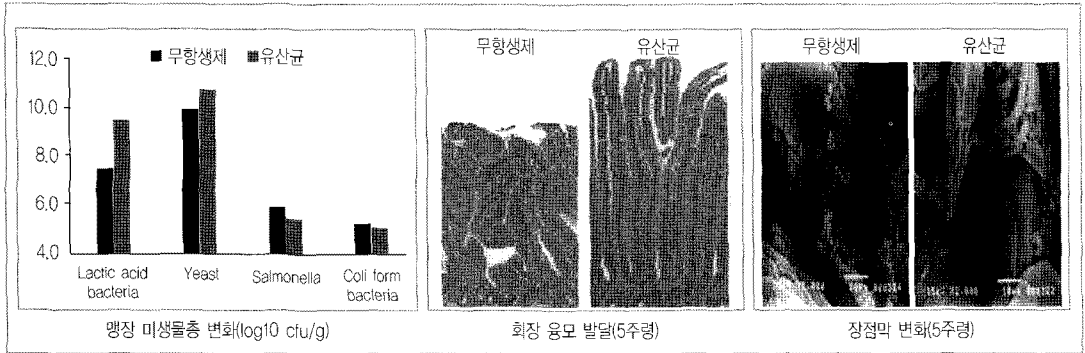 12.0
10.0
8.0
6.0
4.0
■ 무항생제 ■ 유산균
Lactic acid
bacteria
Yeast
Salmonella
Coli form
bacteria
맹장 미생물층 변화(log10 cfu/g)
무항생제 유산균
회장 융모 발달(5주령)
무항생제 유산균
장점막 변화(5주령)